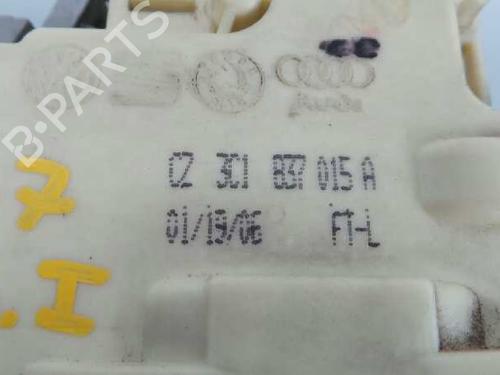 Audi
CZ 3C1 837 015 A
01/19/06 FT-L
B-PARTS